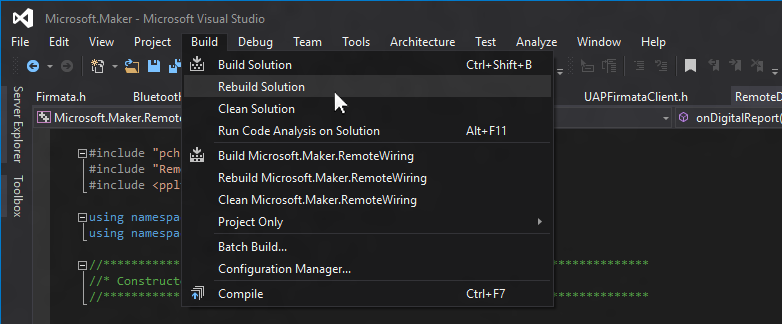 Microsoft.Maker - Microsoft Visual Studio
File Edit View Project Build Debug Team Tools Architecture Test Analyze Window Help
Server Explorer
Toolbox
Firmata.h Bluetooth UAPFirmataClient.h RemoteD
Microsoft.Maker.Remote onDigitalReport(
Build Solution Ctrl+Shift+B
Rebuild Solution
Clean Solution
Run Code Analysis on Solution Alt+F11
Build Microsoft.Maker.RemoteWiring
Rebuild Microsoft.Maker.RemoteWiring
Clean Microsoft.Maker.RemoteWiring
Project Only
Batch Build...
Configuration Manager...
Compile Ctrl+F7
#include "pch
#include "Rem
#include <ppl
using namespa
using namespa
//*******************************************************************************
//* Constructo
//*******************************************************************************